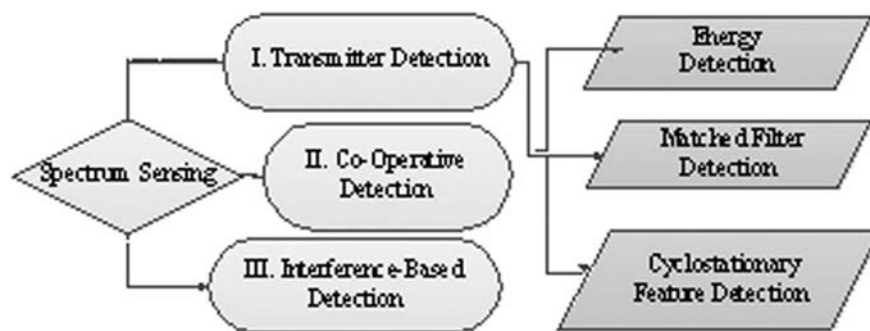 I. Transmitter Detection
Energy
Detection
Spectrum Sensing
II. Co-Operative
Detection
Matched Filter
Detection
III. Interference-Based
Detection
Cyclostationary
Feature Detection